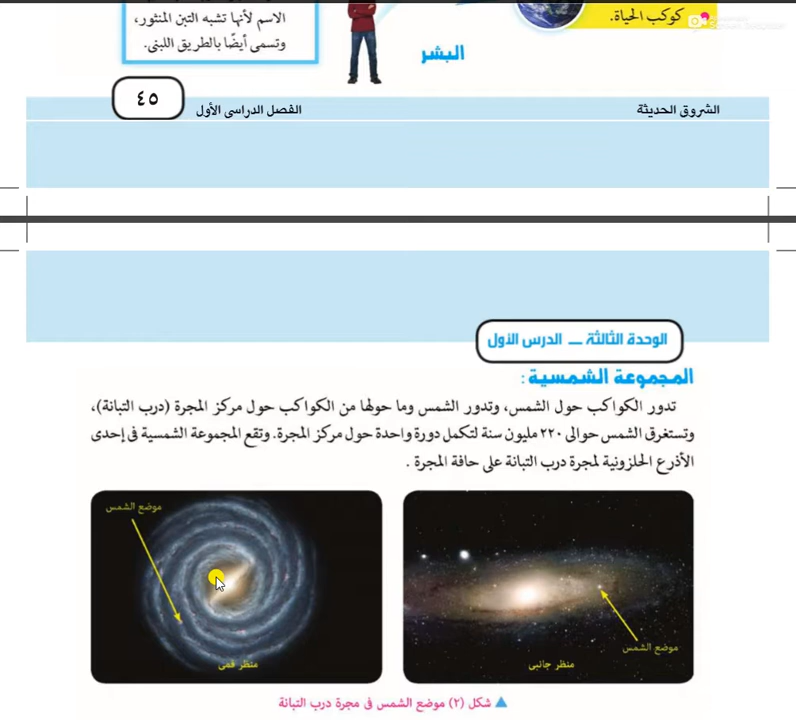 الاسم لأنها تشبه التبن المنثور،
وتسمى أيضًا بالطريق اللبنى.
البشر
كوكب الحياة.
الشروق الحديثة
الفصل الدراسى الأول
٤٥
الوحدة الثالثة ــ الدرس الأول
المجموعة الشمسية :
تدور الكواكب حول الشمس، وتدور الشمس وما حولها من الكواكب حول مركز المجرة (درب التبانة)،
وتستغرق الشمس حوالى ٢٢٠ مليون سنة لتكمل دورة واحدة حول مركز المجرة. وتقع المجموعة الشمسية فى إحدى
الأذرع الحلزونية لمجرة درب التبانة على حافة المجرة .
موضع الشمس
منظر جانبى
موضع الشمس
منظر قمى
شكل (٢) موضع الشمس فى مجرة درب التبانة